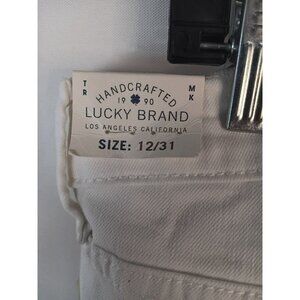 TR
MK
HANDCRAFTED
19 90
LUCKY BRAND
LOS ANGELES CALIFORNIA
SIZE: 12/31